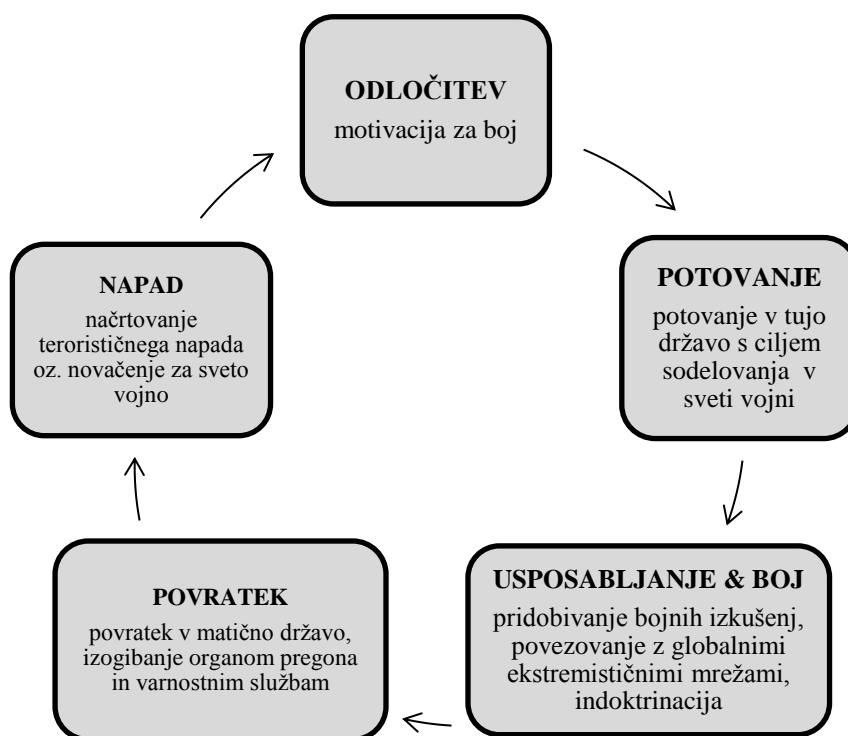 ODLOČITEV
motivacija za boj
POTOVANJE
potovanje v tujo
državo s ciljem
sodelovanja v
sveti vojni
USPOSABLJANJE & BOJ
pridobivanje bojnih izkušenj,
povezovanje z globalnimi
ekstremističnimi mrežami,
indoktrinacija
POVRATEK
povratek v matično državo,
izogibanje organom pregona
in varnostnim službam
NAPAD
načrtovanje
terorističnega napada
oz. novačenje za sveto
vojno